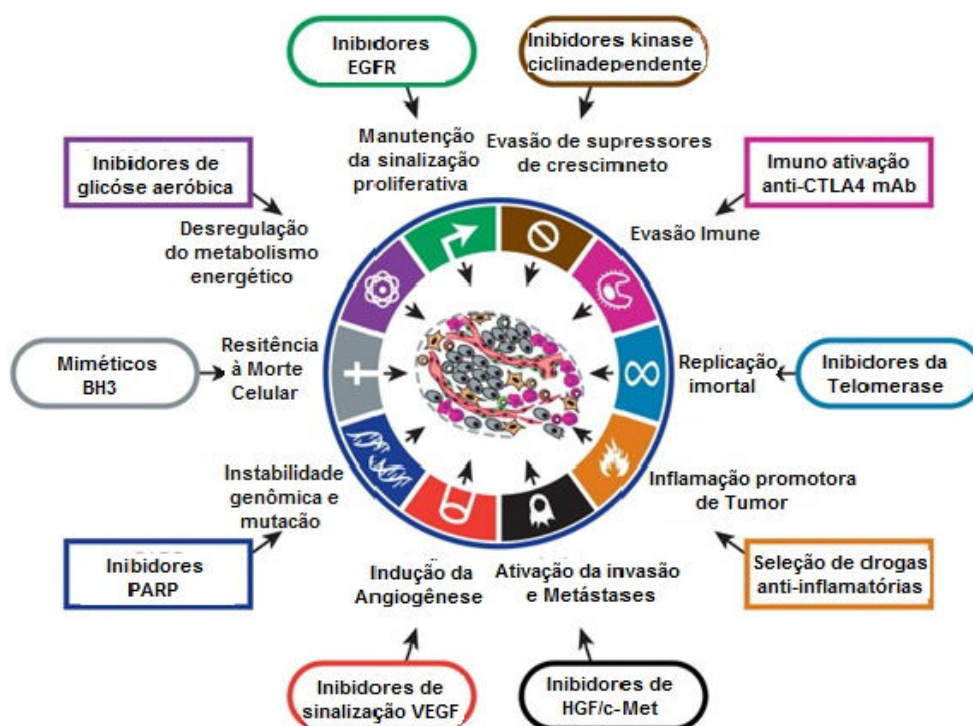 Inibidores
EGFR
Inibidores kinase
ciclinadependente
Manutenção
da sinalização
proliferativa
Evasão de supressores
de crescimneto
Inibidores de
glicóse aeróbica
Imuno ativação
anti-CTLA4 mAb
Desregulação
do metabolismo
energético
Evasão Imune
Miméticos
BH3
Resitência
à Morte
Celular
Replicação
imortal
Inibidores da
Telomerase
Instabilidade
genômica e
mutacão
Inflamação promotora
de Tumor
Inibidores
PARP
Indução da
Angiogênese
Ativação da invasão
e Metástases
Seleção de drogas
anti-inflamatórias
Inibidores de
sinalização VEGF
Inibidores de
HGF/c-Met